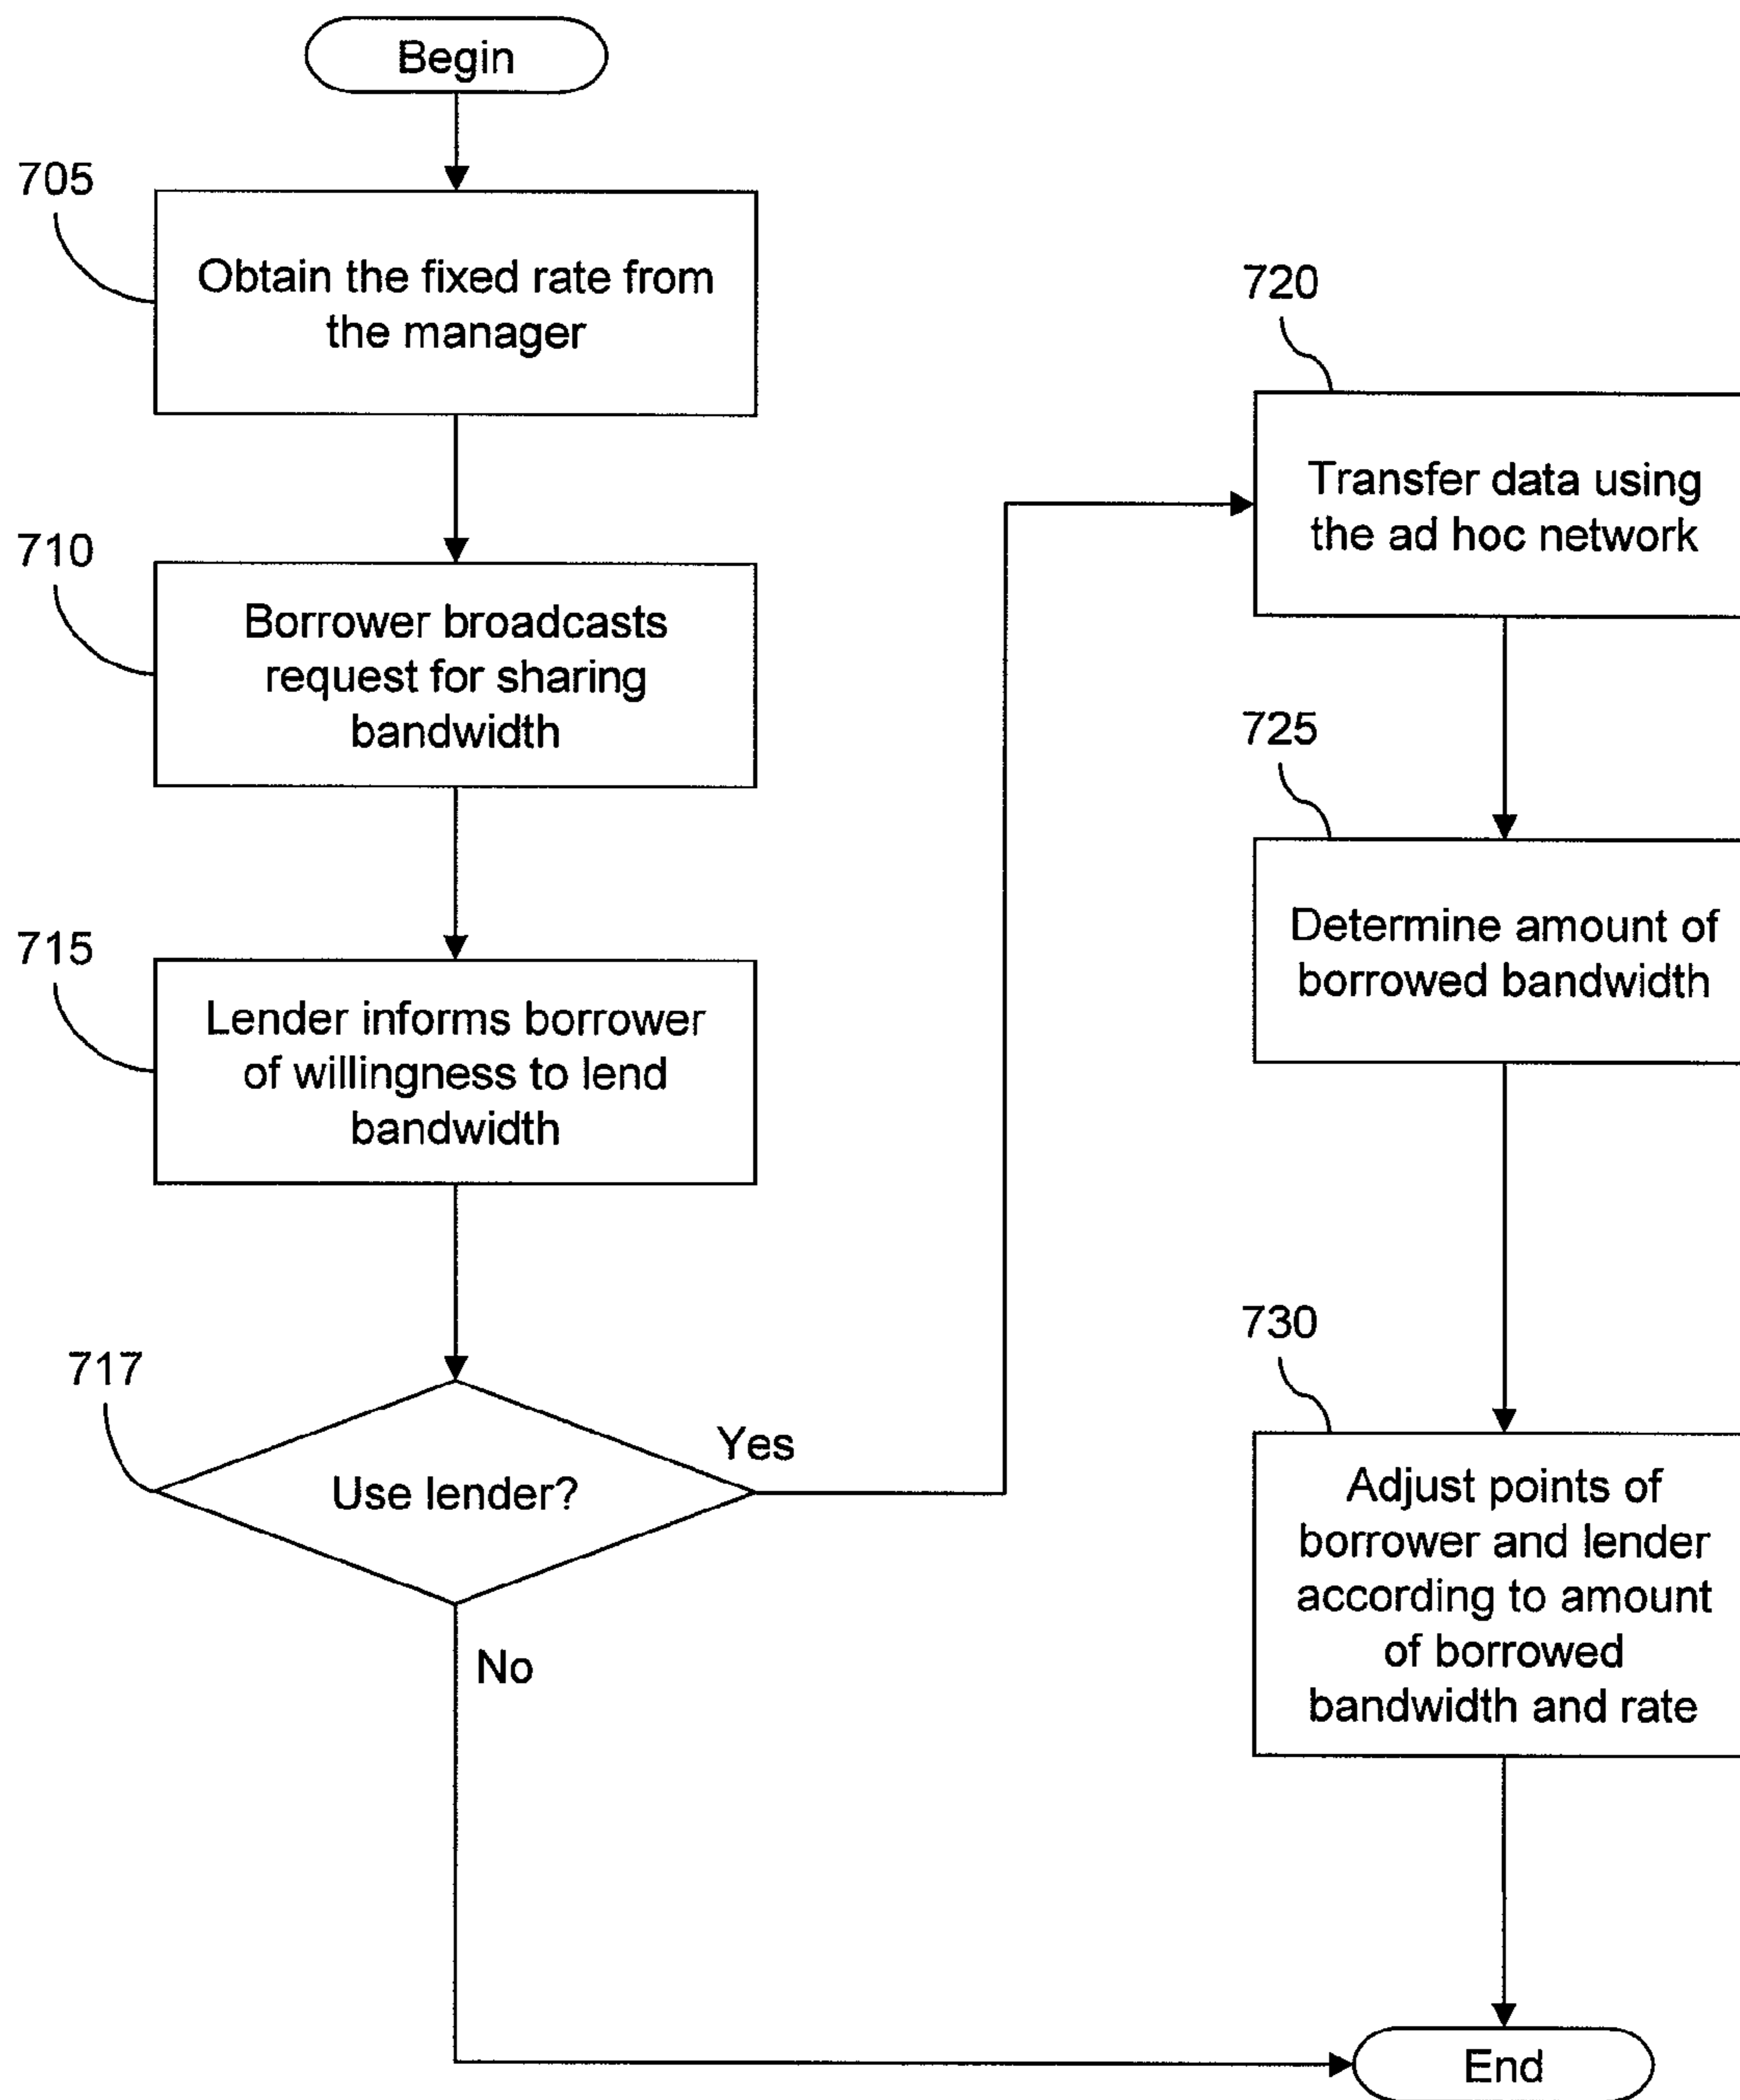 Begin
705
Obtain the fixed rate from
the manager
710
Borrower broadcasts
request for sharing
bandwidth
715
Lender informs borrower
of willingness to lend
bandwidth
717
Use lender?
Yes
No
720
Transfer data using
the ad hoc network
725
Determine amount of
borrowed bandwidth
730
Adjust points of
borrower and lender
according to amount
of borrowed
bandwidth and rate
End